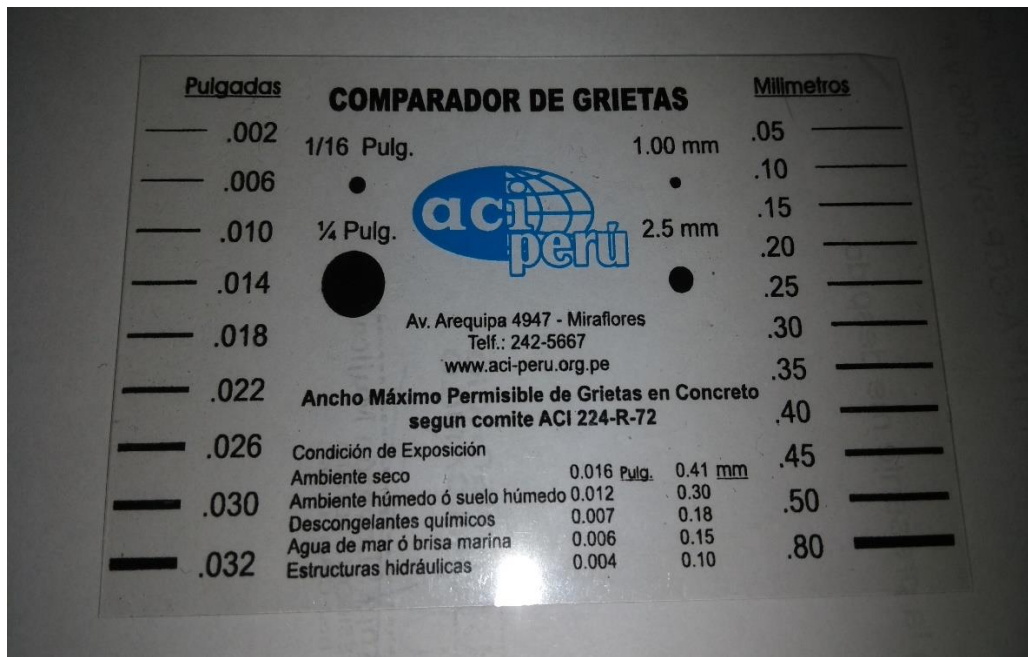 Pulgadas
COMPARADOR DE GRIETAS
Milimetros
.002
.006
.010
.014
.018
.022
.026
.030
.032
1/16 Pulg.
1.00 mm
¼ Pulg.
2.5 mm
aci
perú
Av. Arequipa 4947 - Miraflores
Telf.: 242-5667
www.aci-peru.org.pe
Ancho Máximo Permisible de Grietas en Concreto
segun comite ACI 224-R-72
Condición de Exposición
Ambiente seco 0.016 Pulg. 0.41 mm
Ambiente húmedo ó suelo húmedo 0.012 0.30
Descongelantes químicos 0.007 0.18
Agua de mar ó brisa marina 0.006 0.15
Estructuras hidráulicas 0.004 0.10
.05
.10
.15
.20
.25
.30
.35
.40
.45
.50
.80